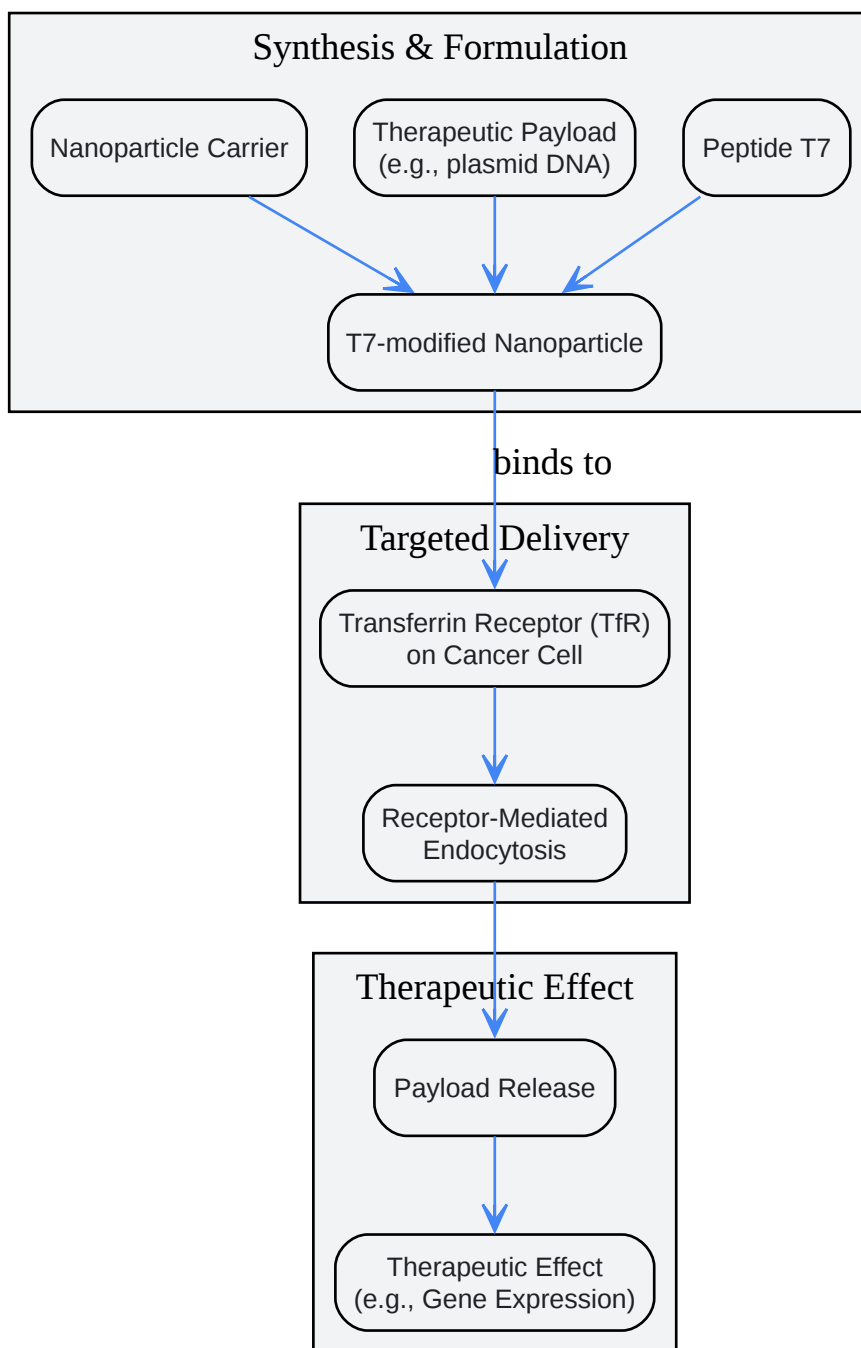 Synthesis & Formulation
Nanoparticle Carrier
Therapeutic Payload
(e.g., plasmid DNA)
Peptide T7
T7-modified Nanoparticle
binds to
Targeted Delivery
Transferrin Receptor (TfR)
on Cancer Cell
Receptor-Mediated
Endocytosis
Therapeutic Effect
Payload Release
Therapeutic Effect
(e.g., Gene Expression)